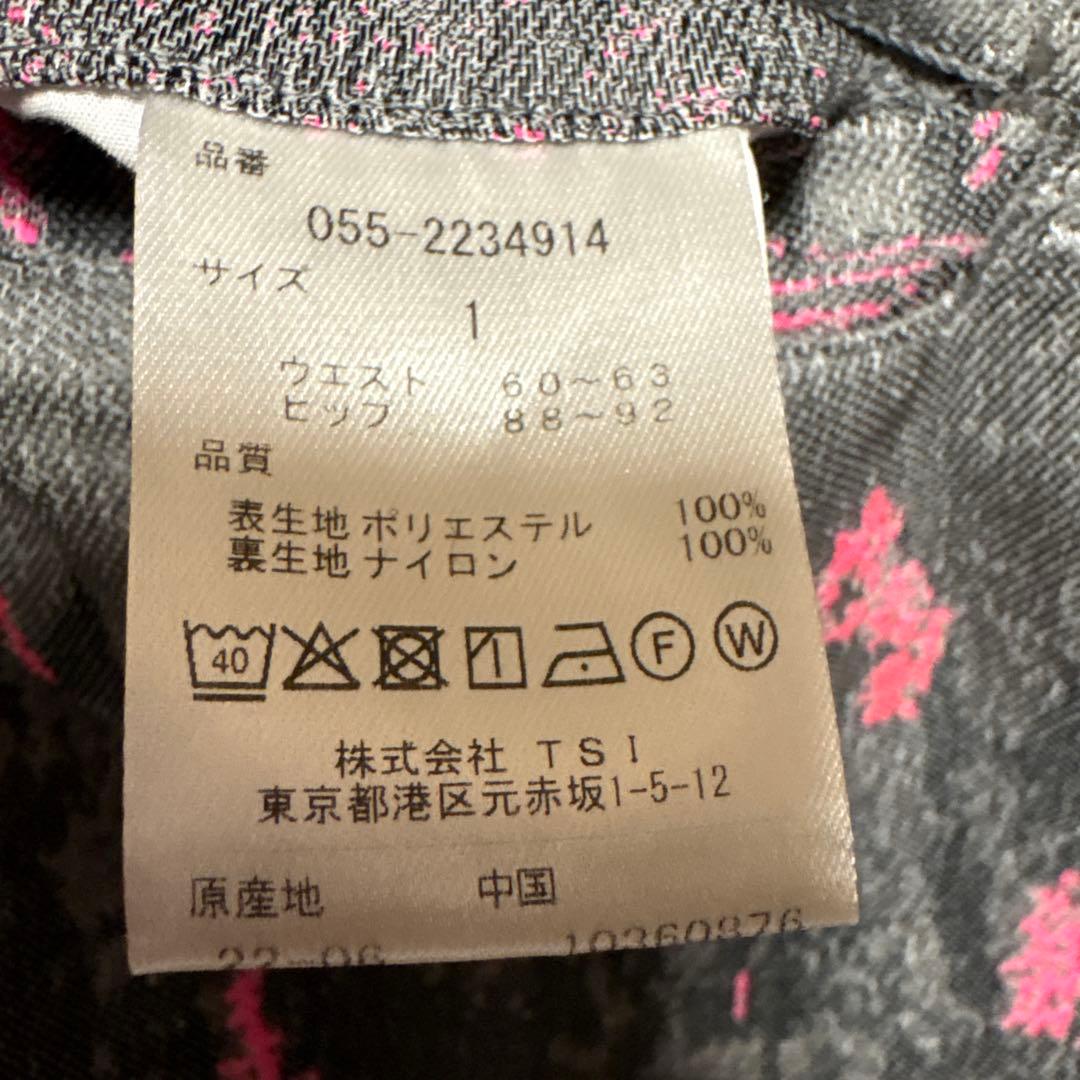 品番
055-2234914
サイズ
1
ウエスト 60～63
ヒップ 88～92
品質
表生地 ポリエステル 100%
裏生地 ナイロン 100%
40 F W
株式会社 TSI
東京都港区元赤坂1-5-12
原産地 中国
22-06 10360876